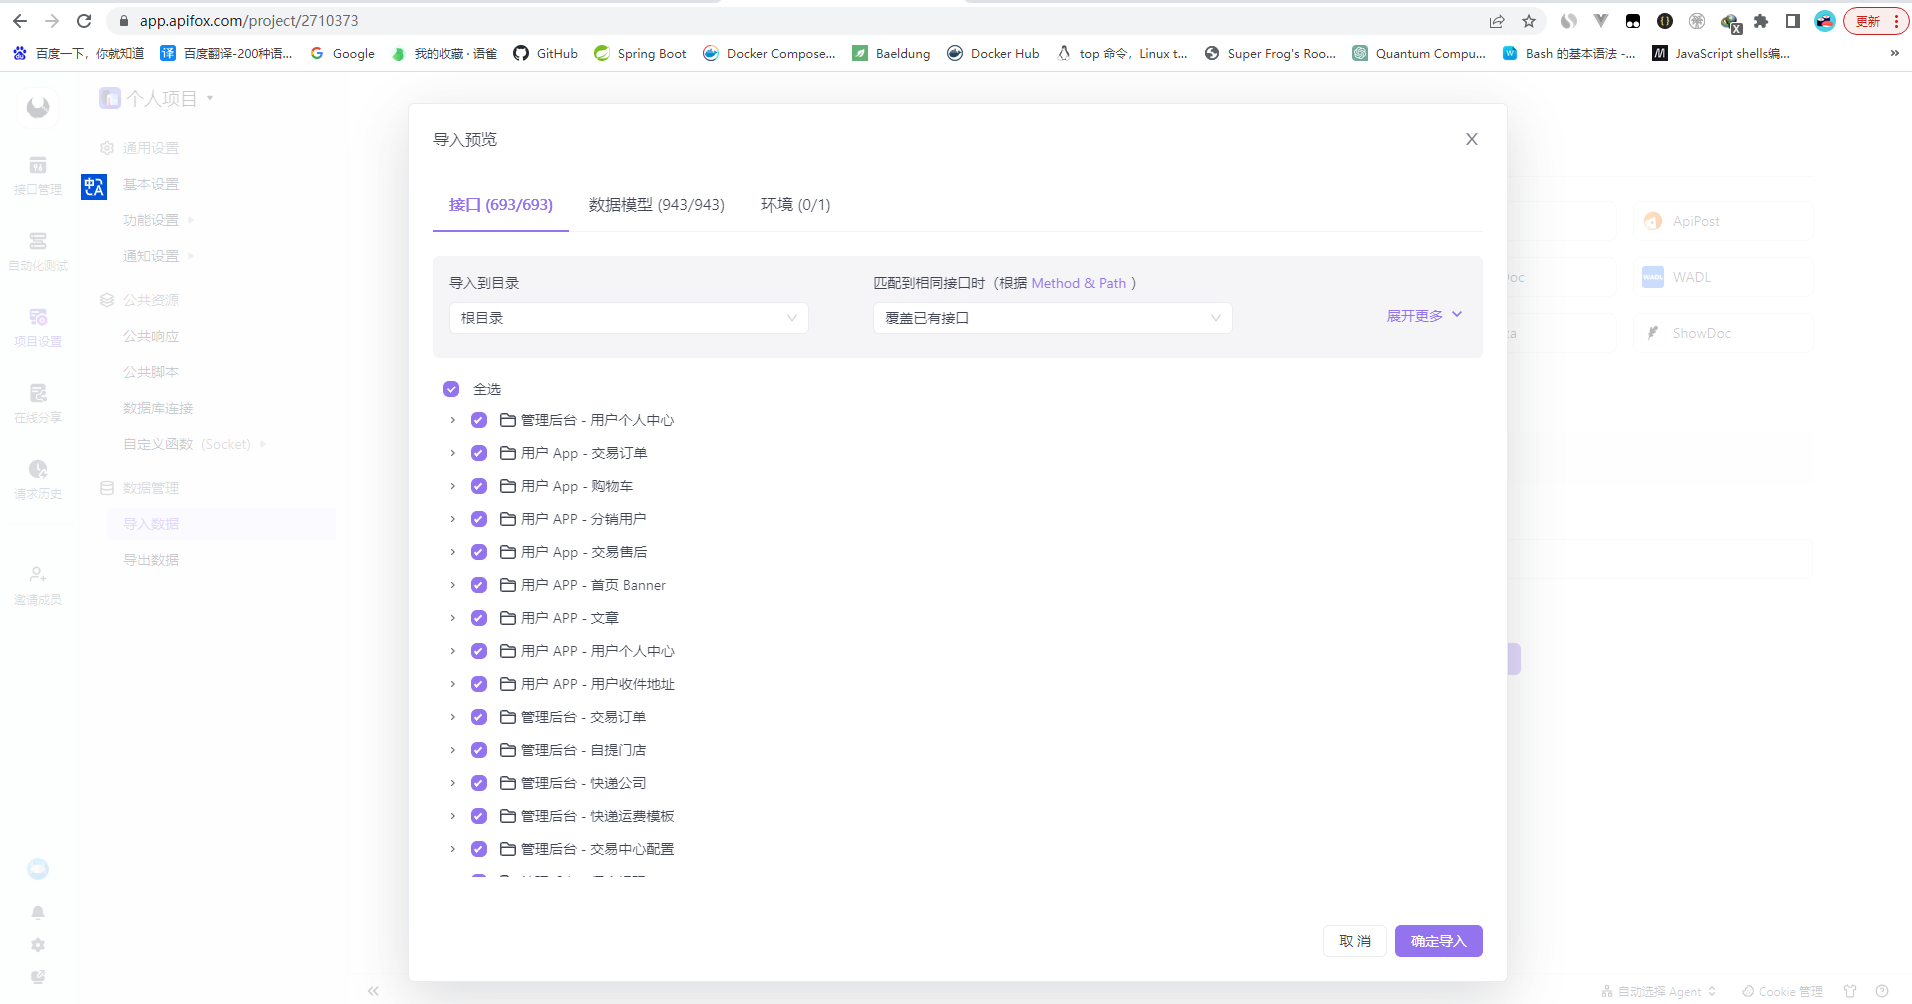 app.apifox.com/project/2710373
更新
百度一下，你就知道
百度翻译-200种语...
Google
我的收藏 · 语雀
GitHub
Spring Boot
Docker Compose...
Baeldung
Docker Hub
top 命令，Linux t...
Super Frog's Roo...
Quantum Compu...
Bash 的基本语法 -...
JavaScript shells编...
个人项目
通用设置
基本设置
功能设置
通知设置
公共资源
公共响应
公共脚本
数据库连接
自定义函数 (Socket)
数据管理
导入数据
导出数据
接口管理
自动化测试
项目设置
在线分享
请求历史
邀请成员
导入预览
接口 (693/693)
数据模型 (943/943)
环境 (0/1)
导入到目录
根目录
匹配到相同接口时（根据 Method & Path ）
覆盖已有接口
展开更多
全选
管理后台 - 用户个人中心
用户 App - 交易订单
用户 App - 购物车
用户 APP - 分销用户
用户 App - 交易售后
用户 APP - 首页 Banner
用户 APP - 文章
用户 APP - 用户个人中心
用户 APP - 用户收件地址
管理后台 - 交易订单
管理后台 - 自提门店
管理后台 - 快递公司
管理后台 - 快递运费模板
管理后台 - 交易中心配置
取 消
确定导入
ApiPost
WADL
WADL
ShowDoc
自动选择 Agent
Cookie 管理